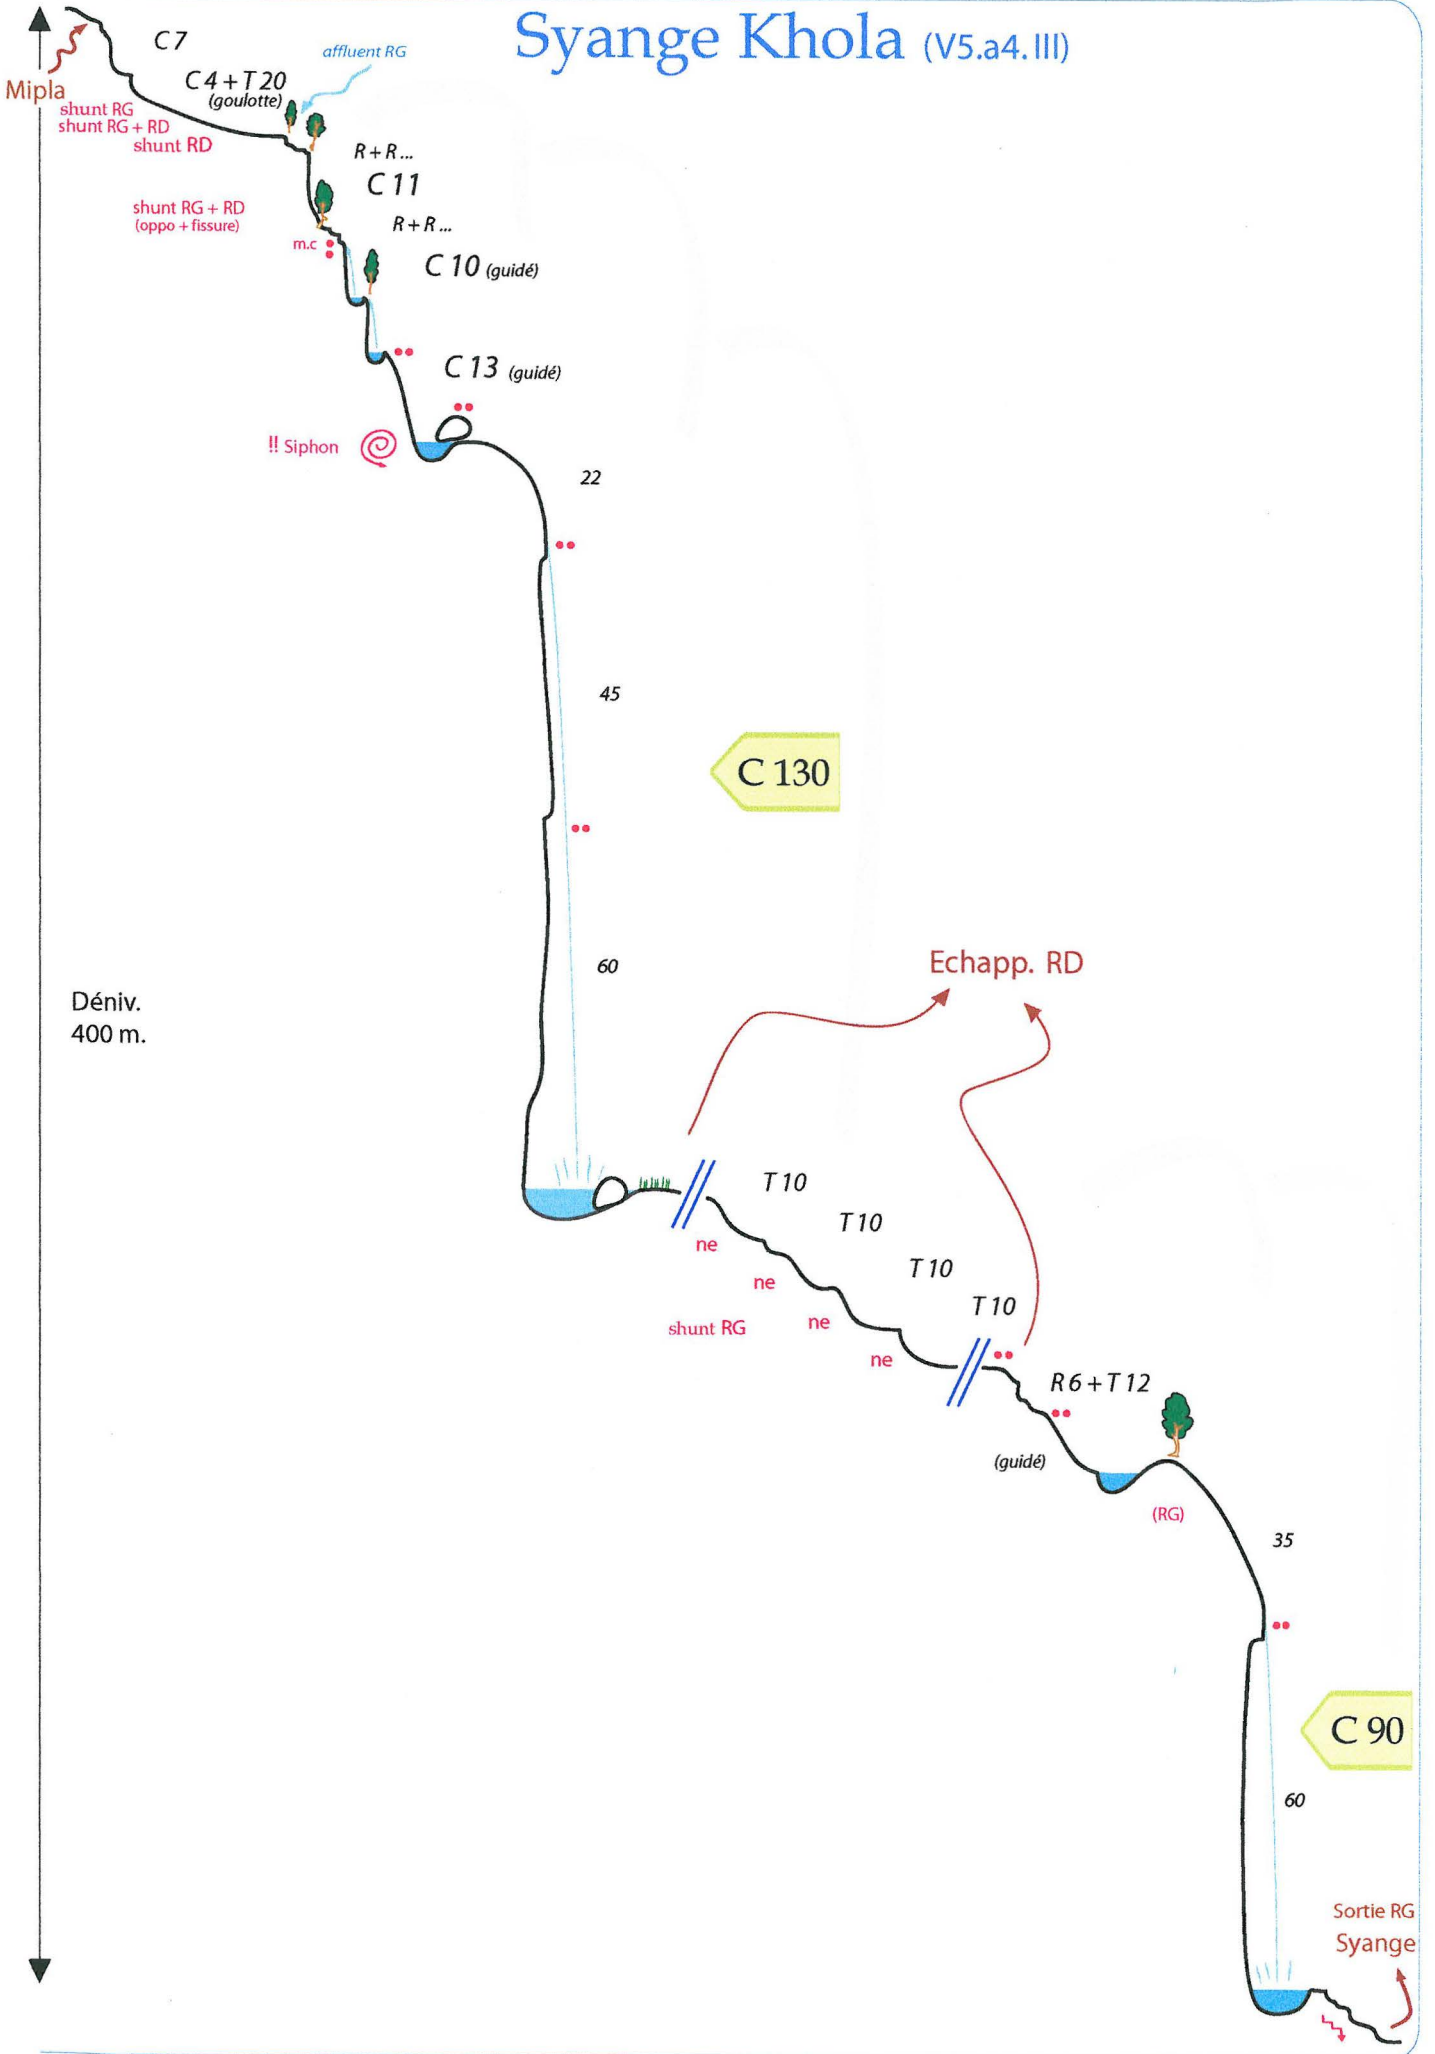 Syange Khola (V5.a4.III)
C 7
affluent RG
C 4 + T 20
(goulotte)
Mipla
shunt RG
shunt RG + RD
shunt RD
R + R ...
C 11
shunt RG + RD
(oppo + fissure)
R + R ...
m.c
C 10 (guidé)
C 13 (guidé)
!! Siphon
22
45
C 130
60
Echapp. RD
Déniv.
400 m.
T 10
T 10
ne
T 10
ne
T 10
shunt RG
ne
ne
R 6 + T 12
(guidé)
(RG)
35
C 90
60
Sortie RG
Syange